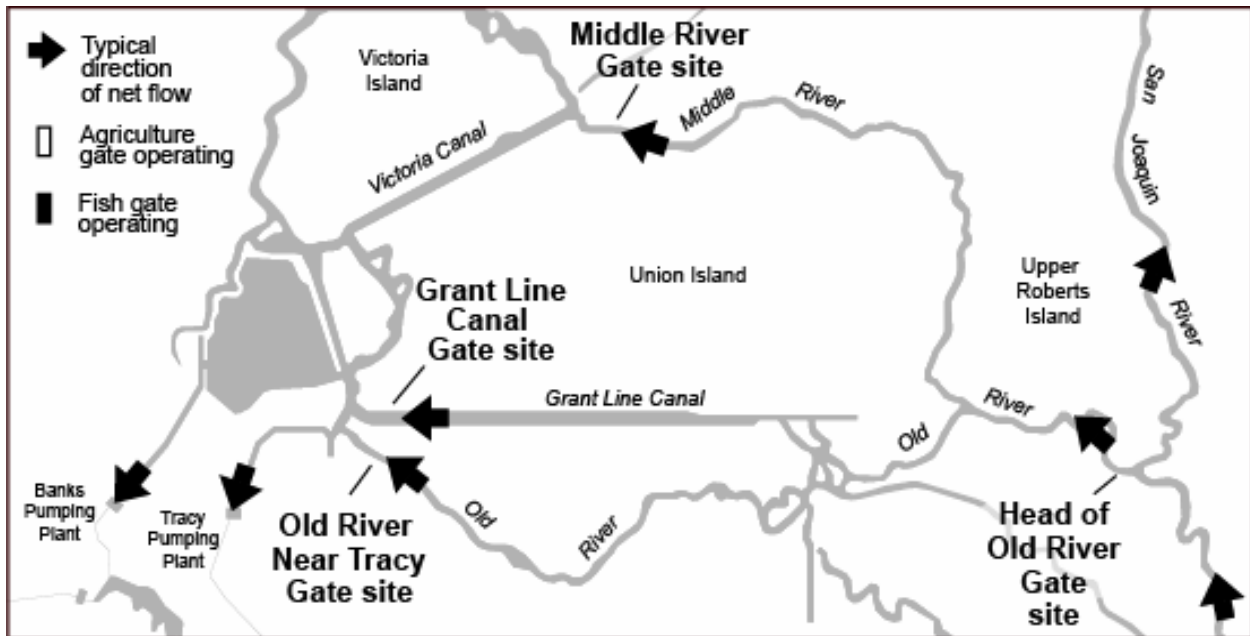 Typical
direction
of net flow
Agriculture
gate operating
Fish gate
operating
Victoria
Island
Middle River
Gate site
Middle
River
San
Joaquin
River
Victoria Canal
Union Island
Upper
Roberts
Island
Grant Line
Canal
Gate site
Grant Line Canal
River
Old
Banks
Pumping
Plant
Tracy
Pumping
Plant
Old River
Near Tracy
Gate site
Old
River
Head of
Old River
Gate
site